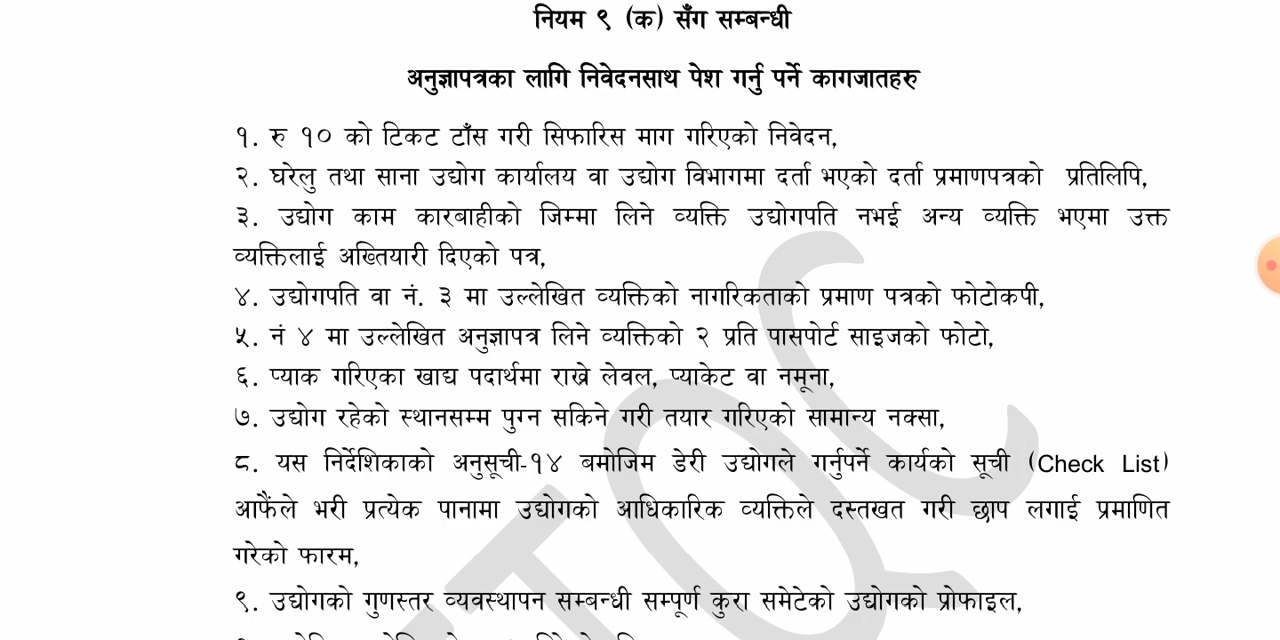 नियम ९ (क) सँग सम्बन्धी
अनुज्ञापत्रका लागि निवेदनसाथ पेश गर्नु पर्ने कागजातहरु
१. रु १० को टिकट टाँस गरी सिफारिस माग गरिएको निवेदन,
२. घरेलु तथा साना उद्योग कार्यालय वा उद्योग विभागमा दर्ता भएको दर्ता प्रमाणपत्रको प्रतिलिपि,
३. उद्योग काम कारबाहीको जिम्मा लिने व्यक्ति उद्योगपति नभई अन्य व्यक्ति भएमा उक्त
व्यक्तिलाई अख्तियारी दिएको पत्र,
४. उद्योगपति वा नं. ३ मा उल्लेखित व्यक्तिको नागरिकताको प्रमाण पत्रको फोटोकपी,
५. नं ४ मा उल्लेखित अनुज्ञापत्र लिने व्यक्तिको २ प्रति पासपोर्ट साइजको फोटो,
६. प्याक गरिएका खाद्य पदार्थमा राख्ने लेवल, प्याकेट वा नमूना,
७. उद्योग रहेको स्थानसम्म पुग्न सकिने गरी तयार गरिएको सामान्य नक्सा,
८. यस निर्देशिकाको अनुसूची-१४ बमोजिम डेरी उद्योगले गर्नुपर्ने कार्यको सूची (Check List)
आफैंले भरी प्रत्येक पानामा उद्योगको आधिकारिक व्यक्तिले दस्तखत गरी छाप लगाई प्रमाणित
गरेको फारम,
९. उद्योगको गुणस्तर व्यवस्थापन सम्बन्धी सम्पूर्ण कुरा समेटेको उद्योगको प्रोफाइल,